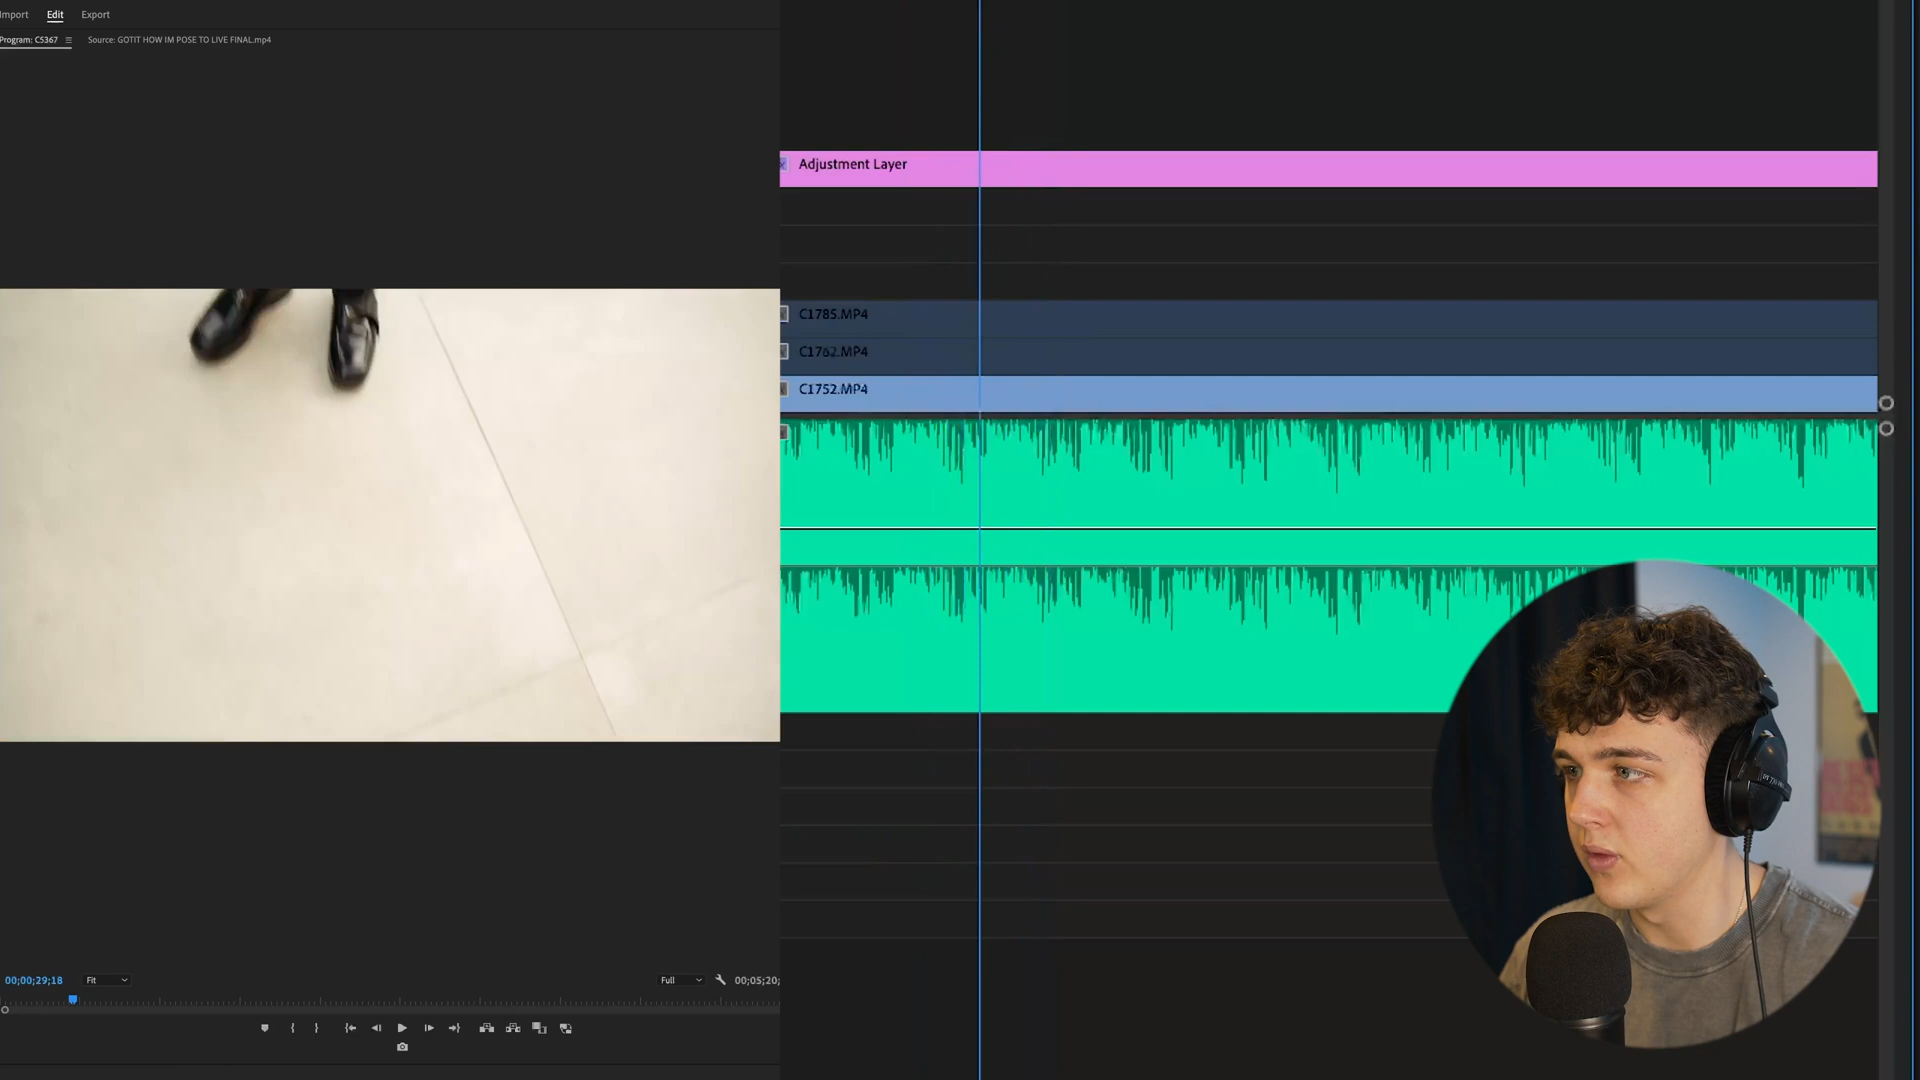 Import Edit Export
Program: C5367 Source: GOTIT HOW IM POSE TO LIVE FINAL.mp4
Adjustment Layer
C1785.MP4
C1762.MP4
C1752.MP4
00;00;29;18 Fit Full 00;05;20;